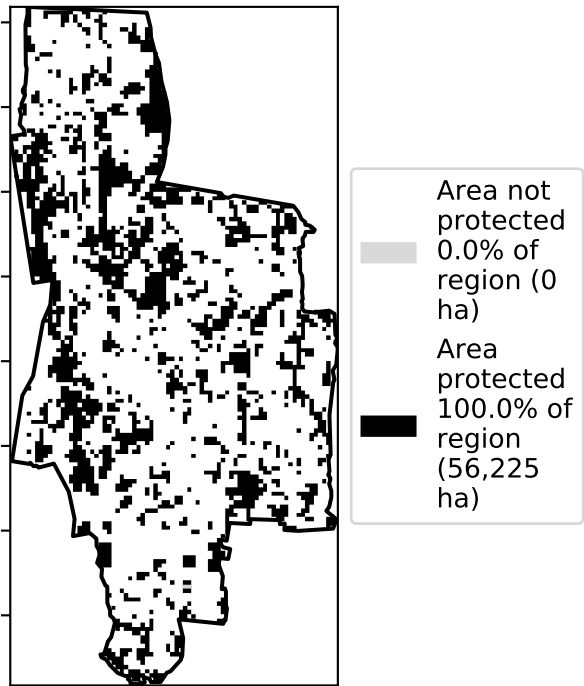 Area not
protected
0.0% of
region (0
ha)
Area
protected
100.0% of
region
(56,225
ha)